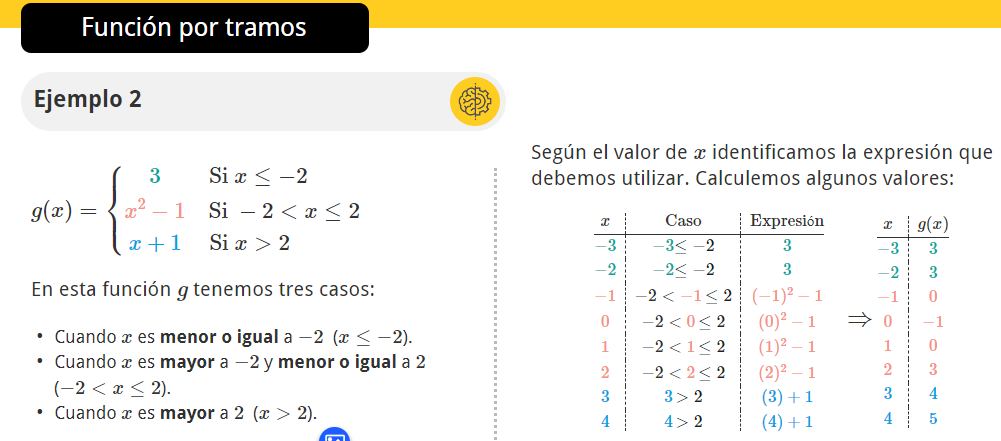 Función por tramos
Ejemplo 2
g(x) = { 3 Si x ≤ −2
x² − 1 Si − 2 < x ≤ 2
x + 1 Si x > 2
En esta función g tenemos tres casos:
• Cuando x es menor o igual a −2 (x ≤ −2).
• Cuando x es mayor a −2 y menor o igual a 2
(−2 < x ≤ 2).
• Cuando x es mayor a 2 (x > 2).
Según el valor de x identificamos la expresión que
debemos utilizar. Calculemos algunos valores:
x Caso Expresión
−3 −3≤ −2 3
−2 −2≤ −2 3
−1 −2 < −1 ≤ 2 (−1)² − 1
0 −2 < 0 ≤ 2 (0)² − 1
1 −2 < 1 ≤ 2 (1)² − 1
2 −2 < 2 ≤ 2 (2)² − 1
3 3 > 2 (3) + 1
4 4 > 2 (4) + 1
⇒
x g(x)
−3 3
−2 3
−1 0
0 −1
1 0
2 3
3 4
4 5